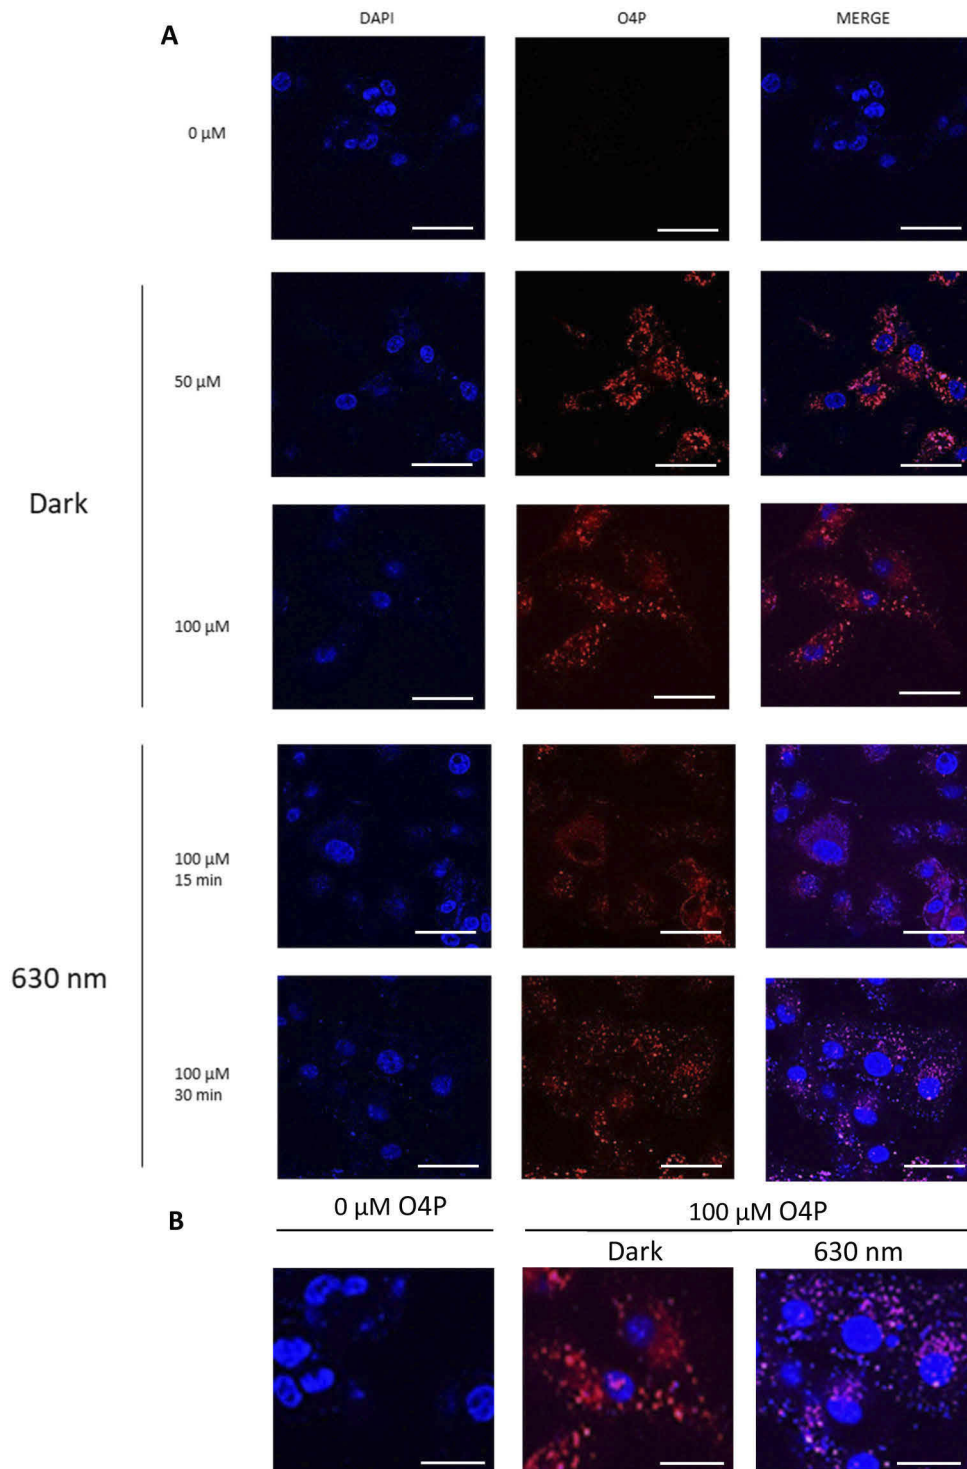 A
DAPI O4P MERGE
0 µM
50 µM
Dark
100 µM
100 µM
15 min
630 nm
100 µM
30 min
B
0 µM O4P 100 µM O4P
Dark 630 nm